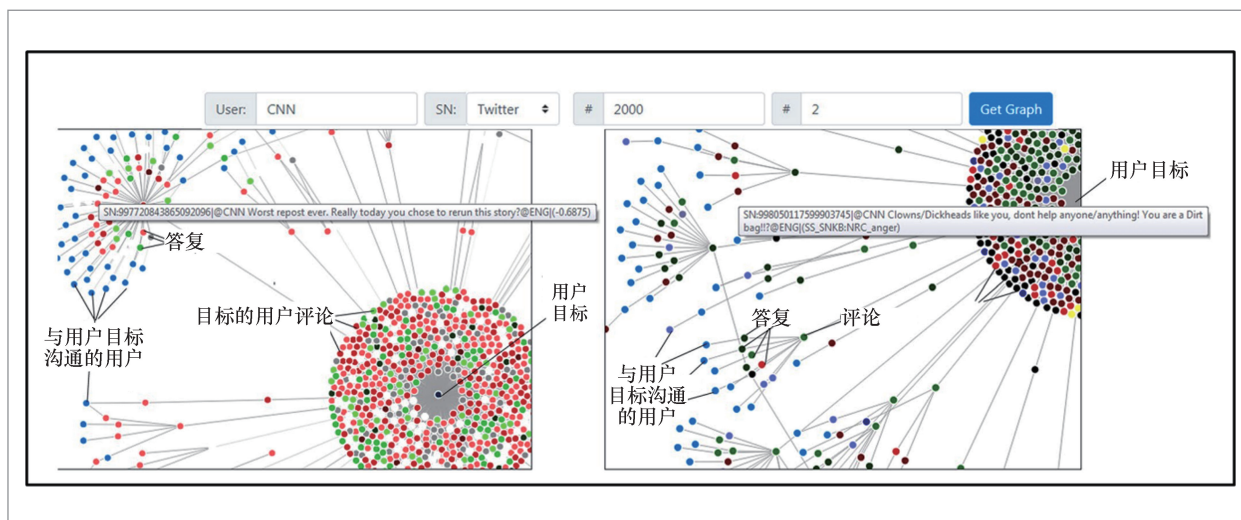 User: CNN SN: Twitter # 2000 # 2 Get Graph
SN:997720843865092096|@CNN Worst repost ever. Really today you chose to rerun this story?@ENG|(-0.6875)
答复
目标的用户评论
用户
目标
与用户目标
沟通的用户
用户目标
SN:998050117599903745|@CNN Clowns/Dickheads like you, dont help anyone/anything! You are a Dirt
bag!!?@ENG|(SS_SNKB:NRC_anger)
答复
评论
与用户
目标沟通
的用户